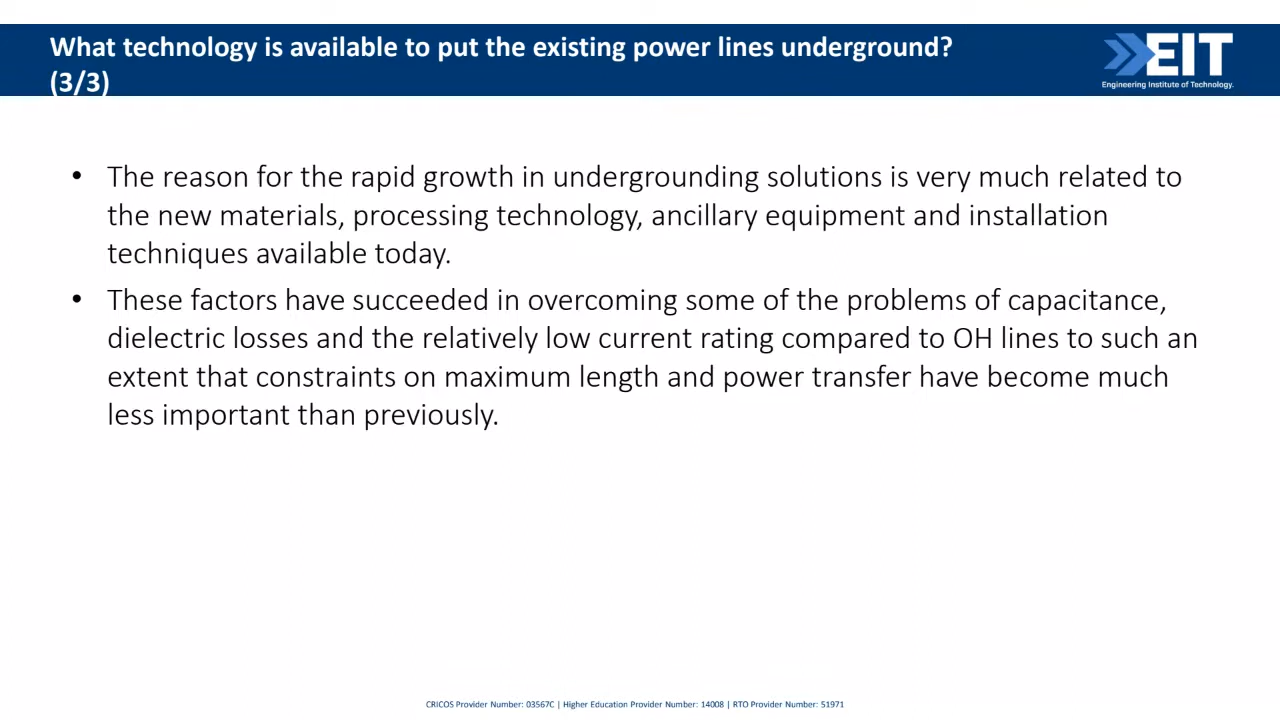 What technology is available to put the existing power lines underground?
(3/3)
EIT
Engineering Institute of Technology.
• The reason for the rapid growth in undergrounding solutions is very much related to
the new materials, processing technology, ancillary equipment and installation
techniques available today.
• These factors have succeeded in overcoming some of the problems of capacitance,
dielectric losses and the relatively low current rating compared to OH lines to such an
extent that constraints on maximum length and power transfer have become much
less important than previously.
CRICOS Provider Number: 03567C | Higher Education Provider Number: 14008 | RTO Provider Number: 51971